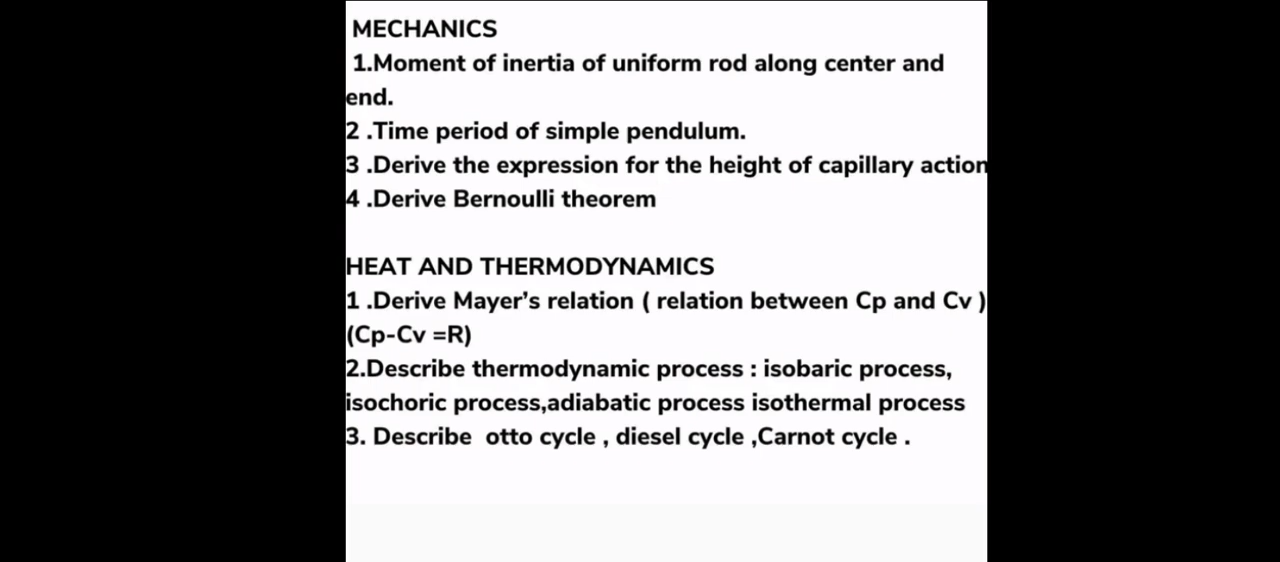 MECHANICS
1.Moment of inertia of uniform rod along center and
end.
2 .Time period of simple pendulum.
3 .Derive the expression for the height of capillary action
4 .Derive Bernoulli theorem
HEAT AND THERMODYNAMICS
1 .Derive Mayer’s relation ( relation between Cp and Cv )
(Cp-Cv =R)
2.Describe thermodynamic process : isobaric process,
isochoric process,adiabatic process isothermal process
3. Describe  otto cycle , diesel cycle ,Carnot cycle .